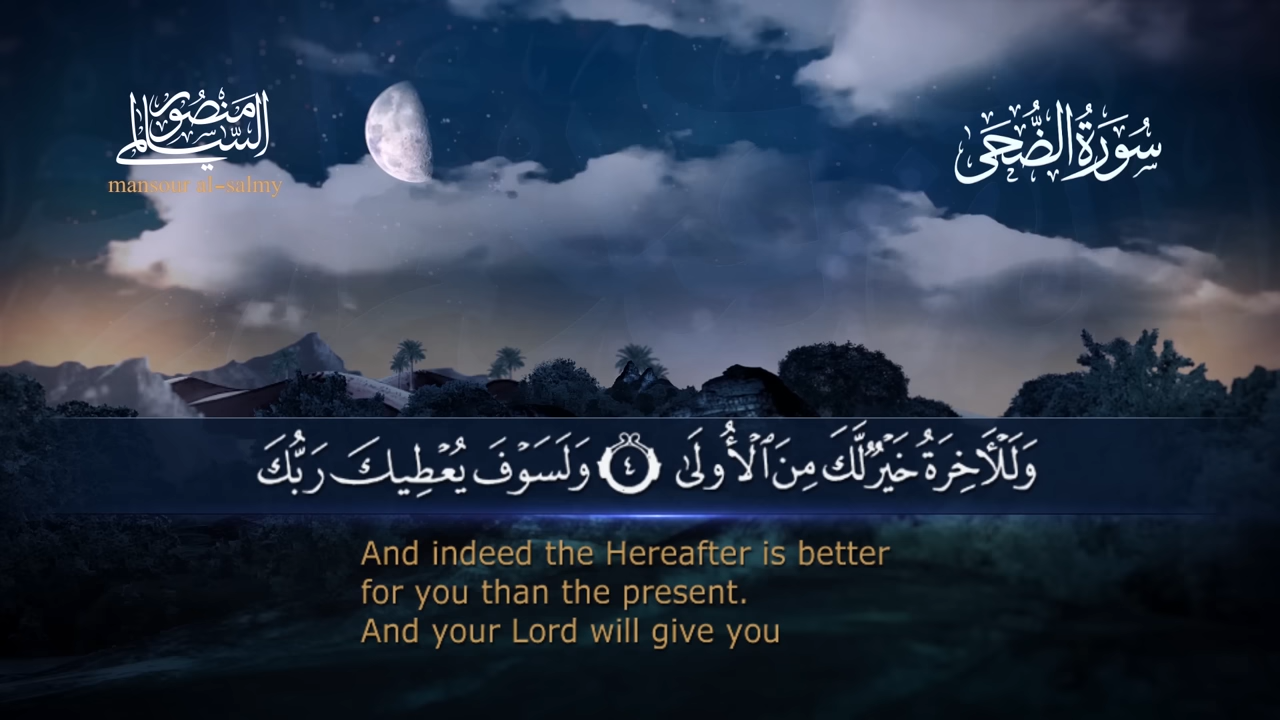 منصور السالمي
mansour al-salmy
سُورَةُ الضُّحَى
وَلَلْأَخِرَةُ خَيْرٌ لَّكَ مِنَ ٱلْأُولَىٰ ٤ وَلَسَوْفَ يُعْطِيكَ رَبُّكَ
And indeed the Hereafter is better
for you than the present.
And your Lord will give you